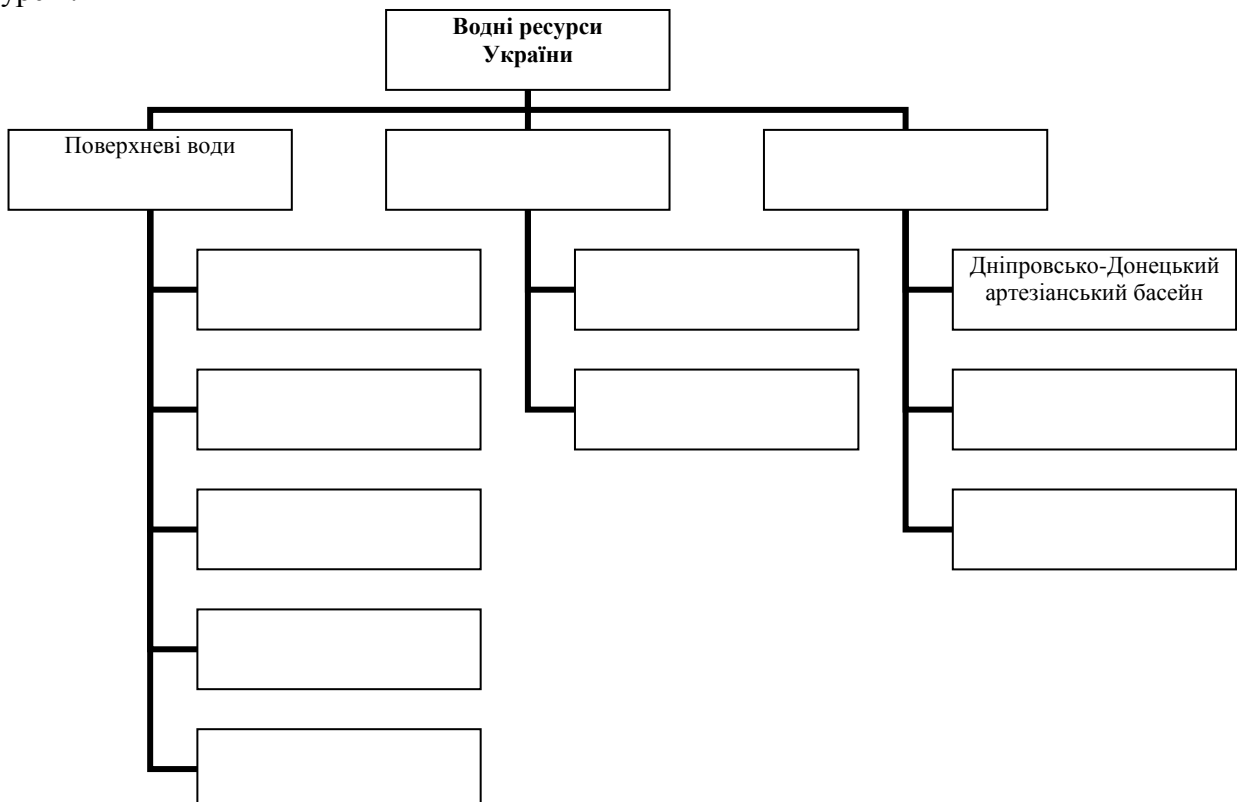 Водні ресурси
України
Поверхневі води
Дніпровсько-Донецький
артезіанський басейн